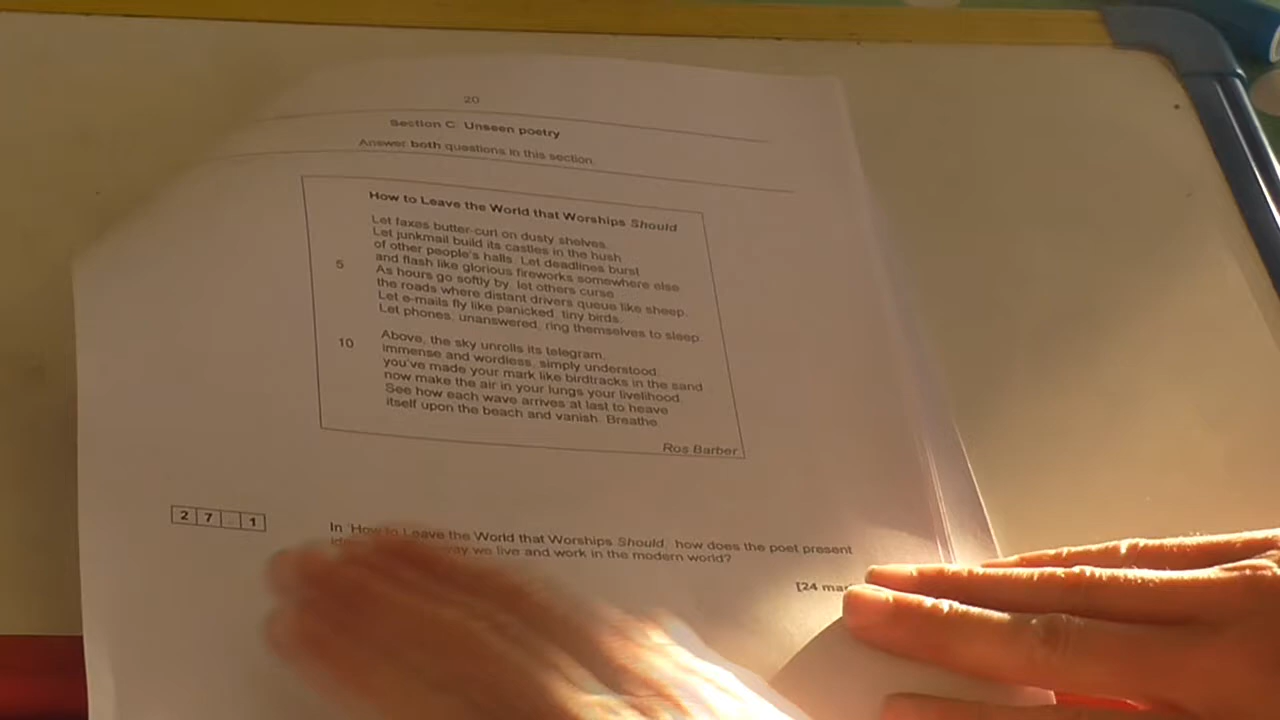 20
Section C: Unseen poetry
Answer both questions in this section.
How to Leave the World that Worships Should
Let faxes butter-curl on dusty shelves.
Let junkmail build its castles in the hush
of other people's halls. Let deadlines burst
and flash like glorious fireworks somewhere else.
5 As hours go softly by, let others curse
the roads where distant drivers queue like sheep.
Let e-mails fly like panicked, tiny birds.
Let phones, unanswered, ring themselves to sleep.
Above, the sky unrolls its telegram,
10 immense and wordless, simply understood:
you've made your mark like birdtracks in the sand
now make the air in your lungs your livelihood.
See how each wave arrives at last to heave
itself upon the beach and vanish. Breathe.
Ros Barber
2 7 . 1 In 'How to Leave the World that Worships Should', how does the poet present
we live and work in the modern world?
[24